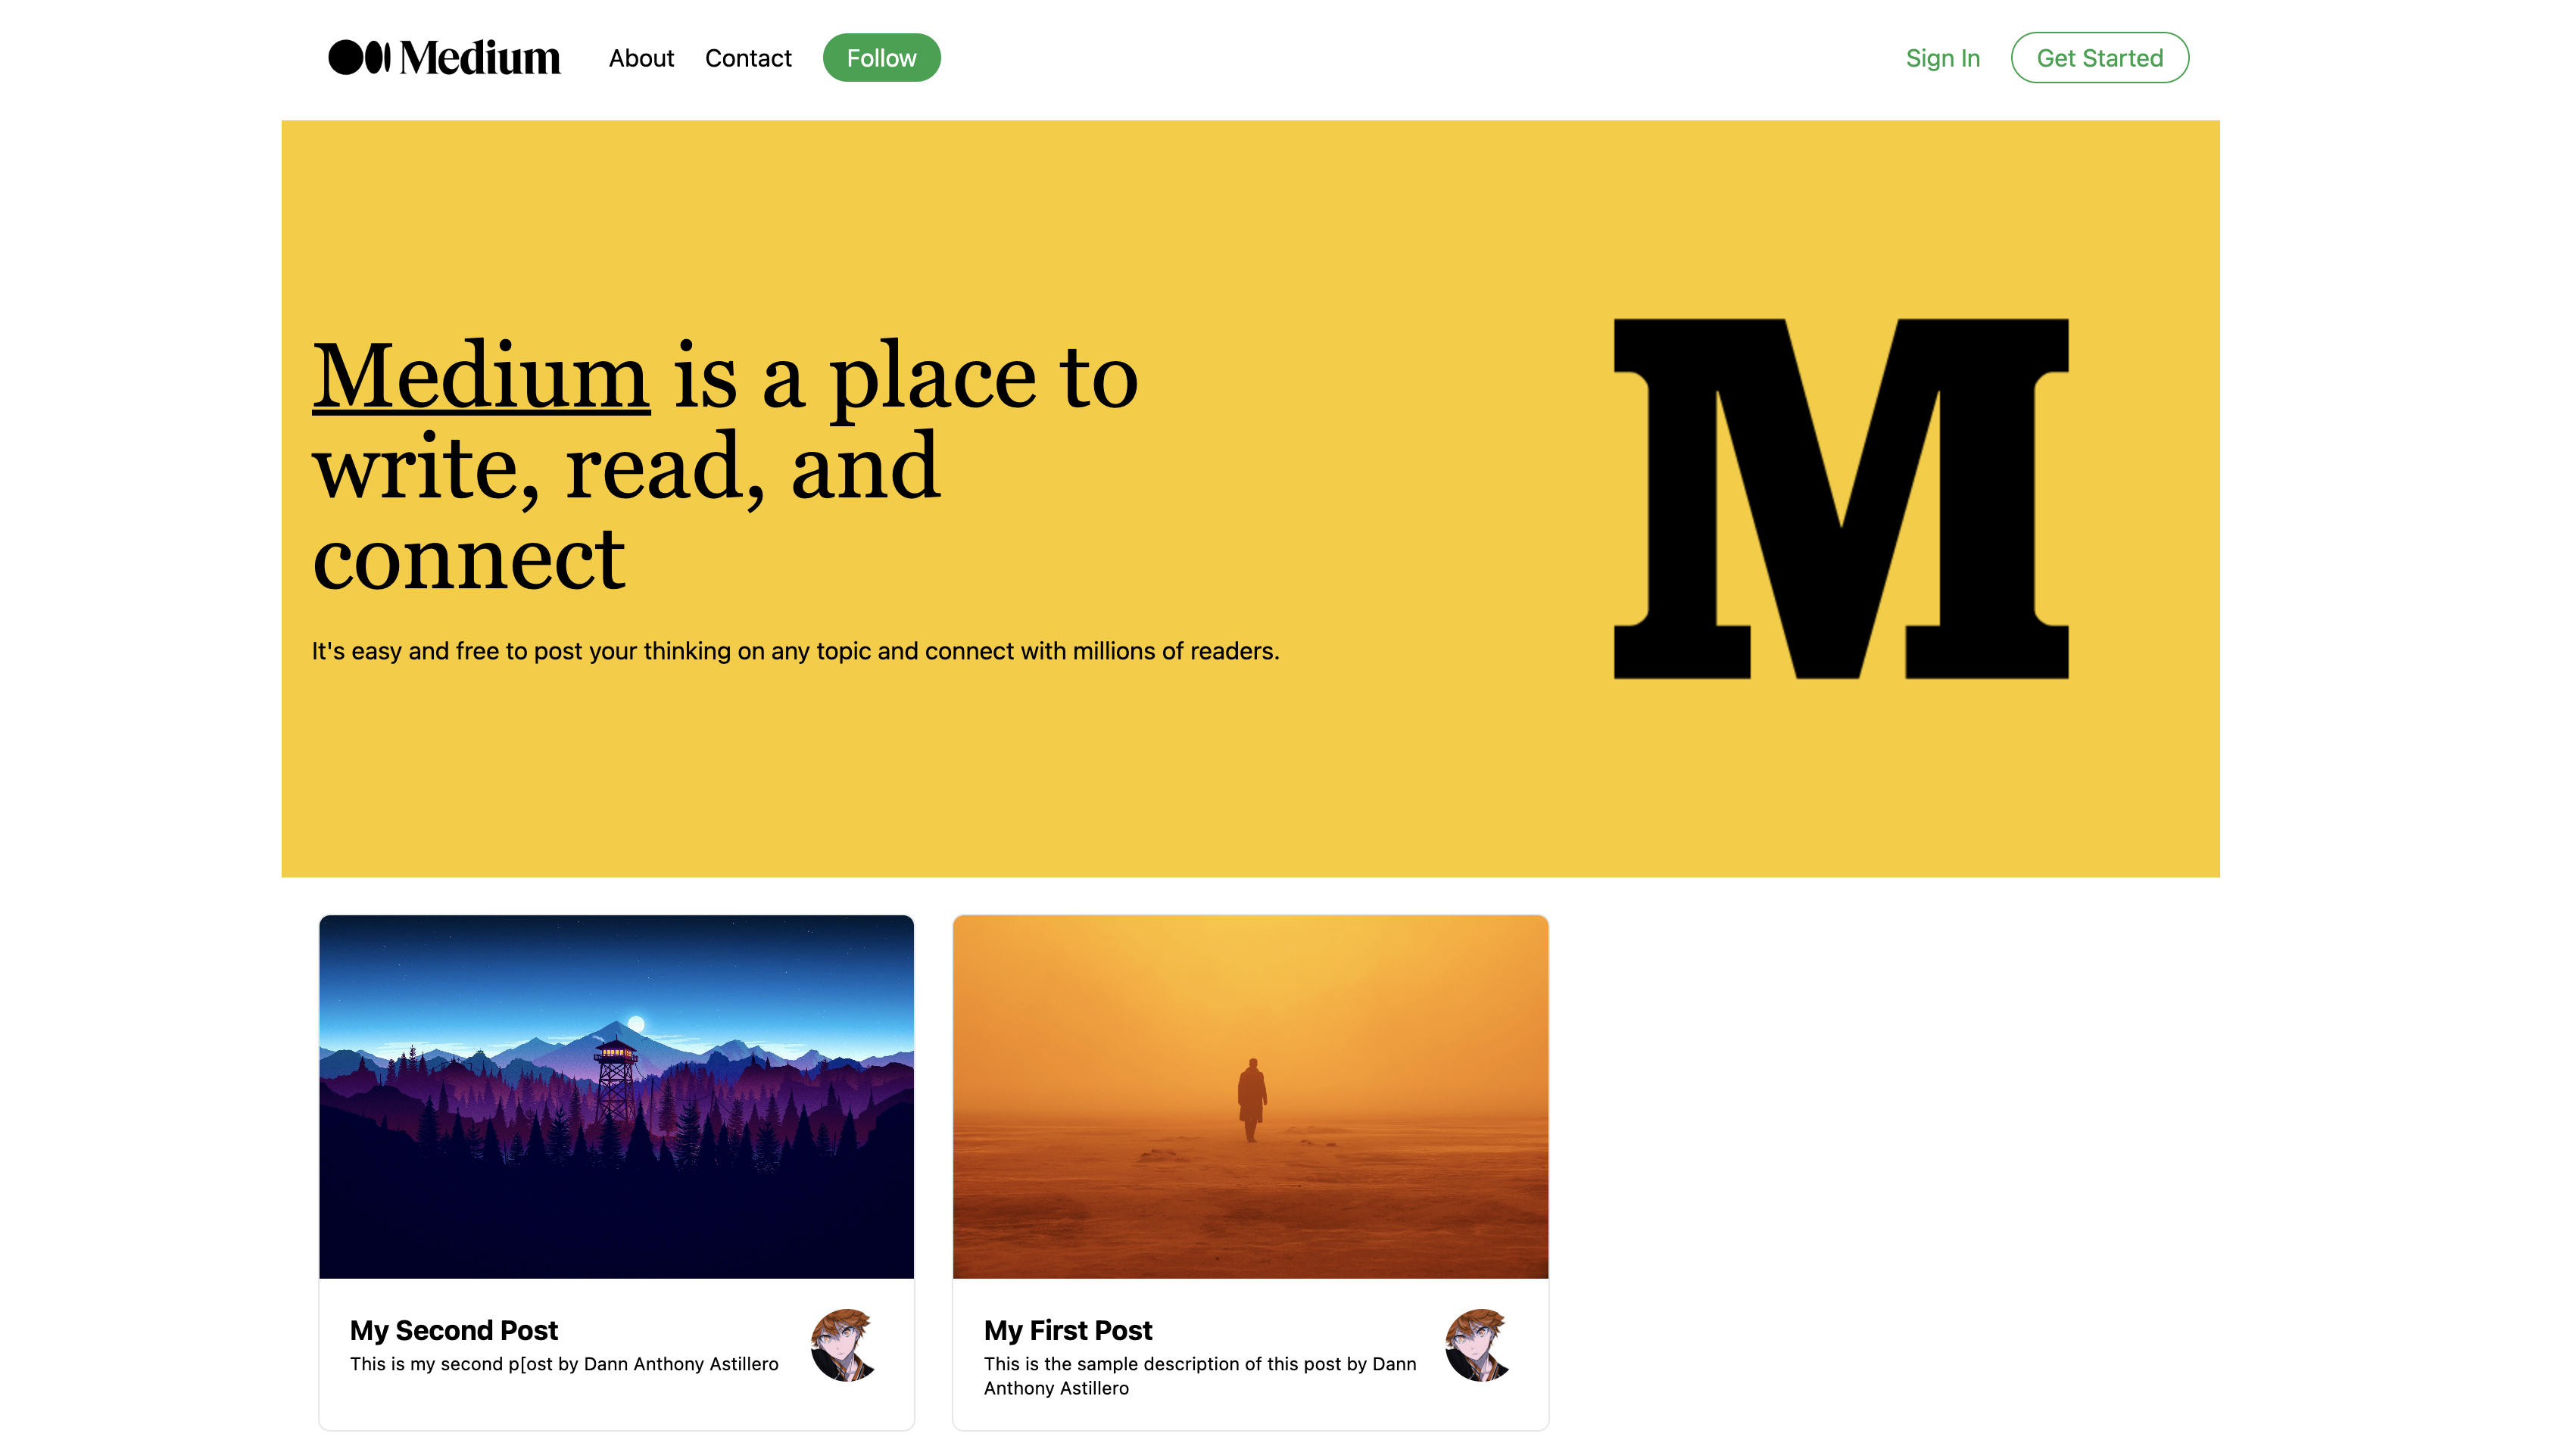 Medium About Contact Follow Sign In Get Started
Medium is a place to
write, read, and
connect
It's easy and free to post your thinking on any topic and connect with millions of readers.
M
My Second Post
This is my second p[ost by Dann Anthony Astillero
My First Post
This is the sample description of this post by Dann
Anthony Astillero